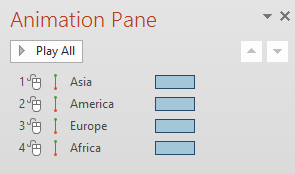 Animation Pane
Play All
1 Asia
2 America
3 Europe
4 Africa